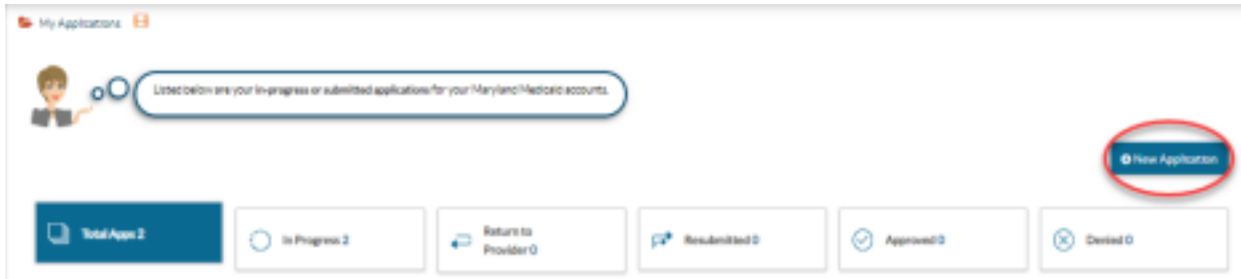 My Applications
Listed below are your in-progress or submitted applications for your Maryland Medicaid accounts.
New Application
Total Apps 2
In Progress 2
Return to
Provider 0
Resubmitted 0
Approved 0
Denied 0